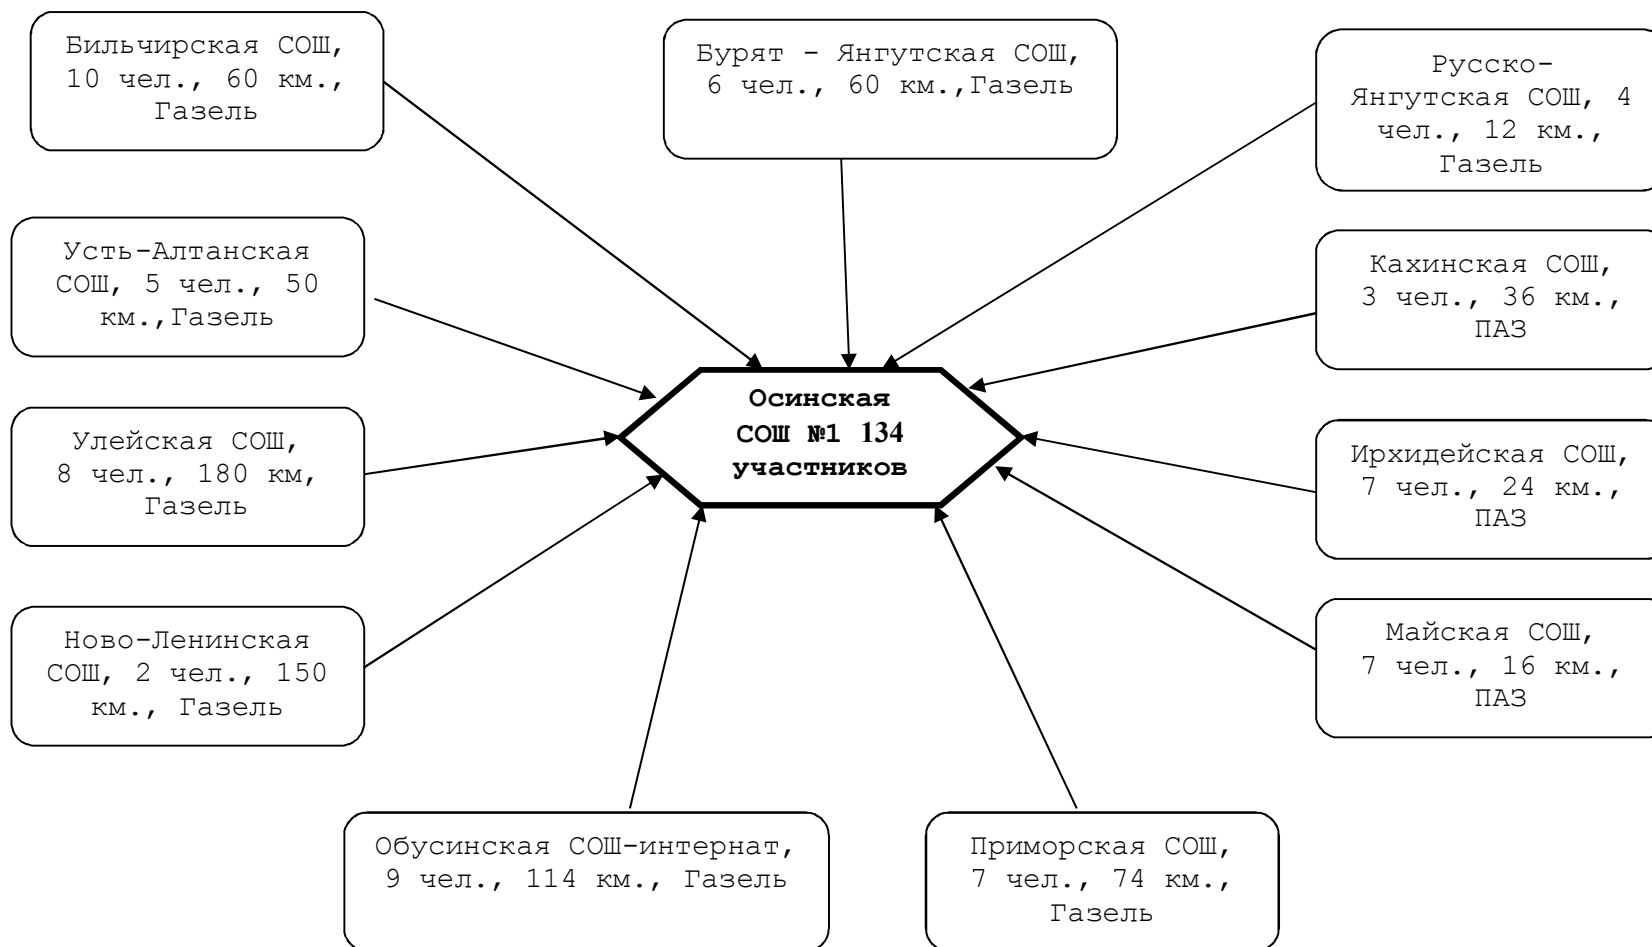 Бильчирская СОШ,
10 чел., 60 км.,
Газель
Бурят - Янгутская СОШ,
6 чел., 60 км.,Газель
Русско-
Янгутская СОШ, 4
чел., 12 км.,
Газель
Усть-Алтанская
СОШ, 5 чел., 50
км.,Газель
Кахинская СОШ,
3 чел., 36 км.,
ПАЗ
Осинская
СОШ №1 134
участников
Улейская СОШ,
8 чел., 180 км,
Газель
Ирхидейская СОШ,
7 чел., 24 км.,
ПАЗ
Ново-Ленинская
СОШ, 2 чел., 150
км., Газель
Майская СОШ,
7 чел., 16 км.,
ПАЗ
Обусинская СОШ-интернат,
9 чел., 114 км., Газель
Приморская СОШ,
7 чел., 74 км.,
Газель